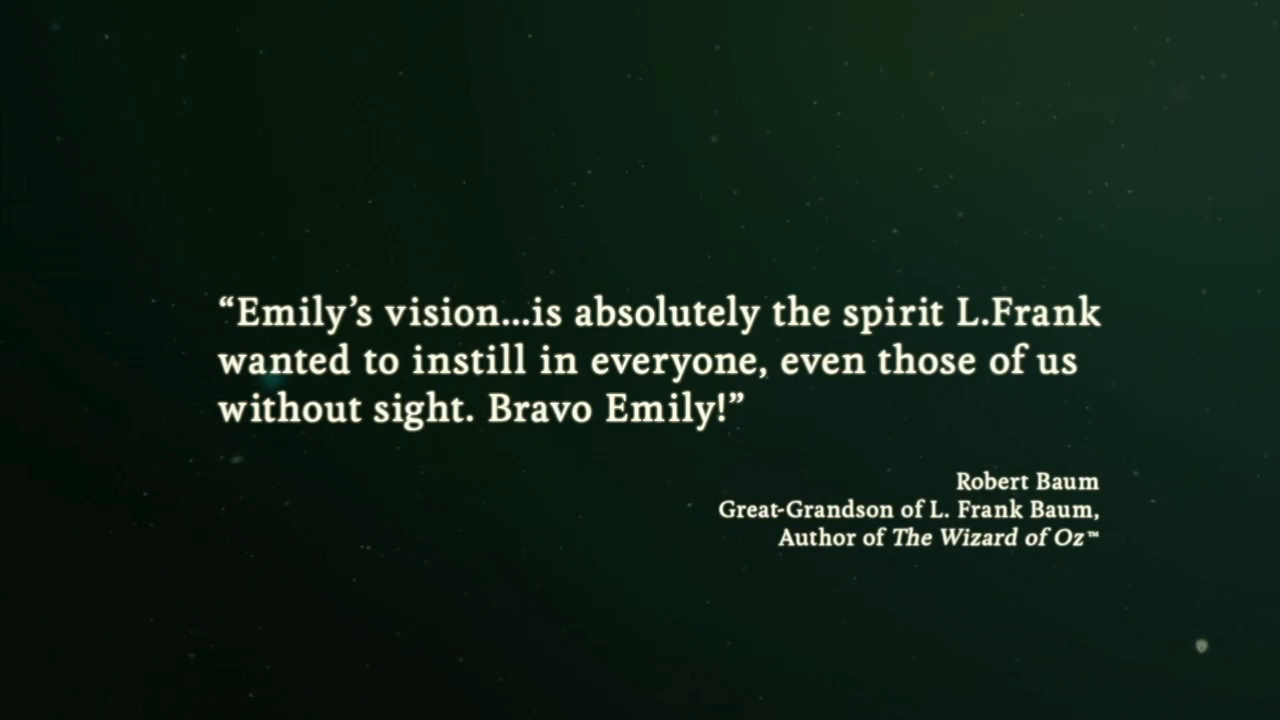 “Emily’s vision...is absolutely the spirit L.Frank
wanted to instill in everyone, even those of us
without sight. Bravo Emily!”
Robert Baum
Great-Grandson of L. Frank Baum,
Author of The Wizard of Oz™